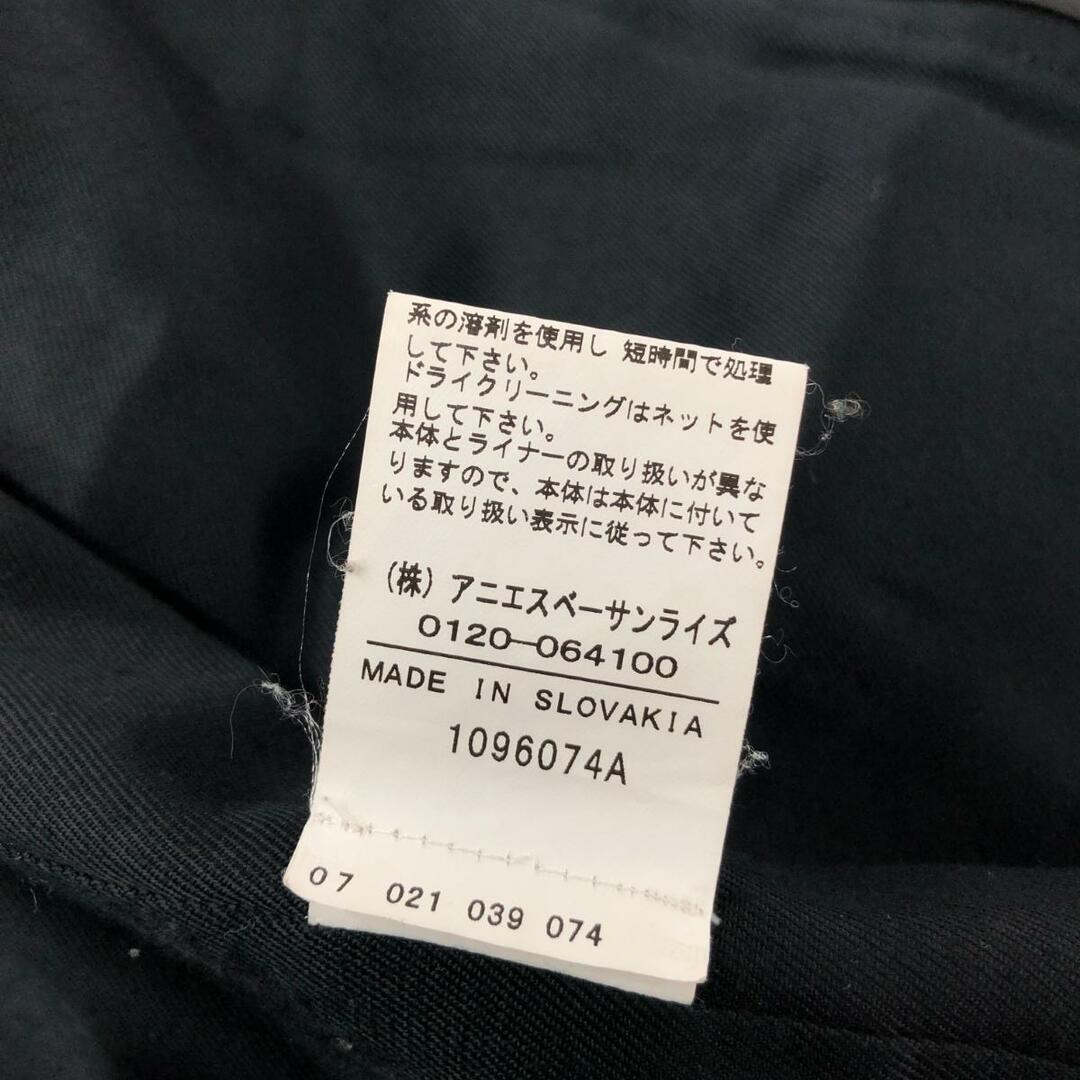 系の溶剤を使用し 短時間で処理
して下さい。
ドライクリーニングはネットを使
用して下さい。
本体とライナーの取り扱いが異な
りますので、本体は本体に付いて
いる取り扱い表示に従って下さい。
(株) アニエスベーサンライズ
0120-064100
MADE IN SLOVAKIA
1096074A
07 021 039 074